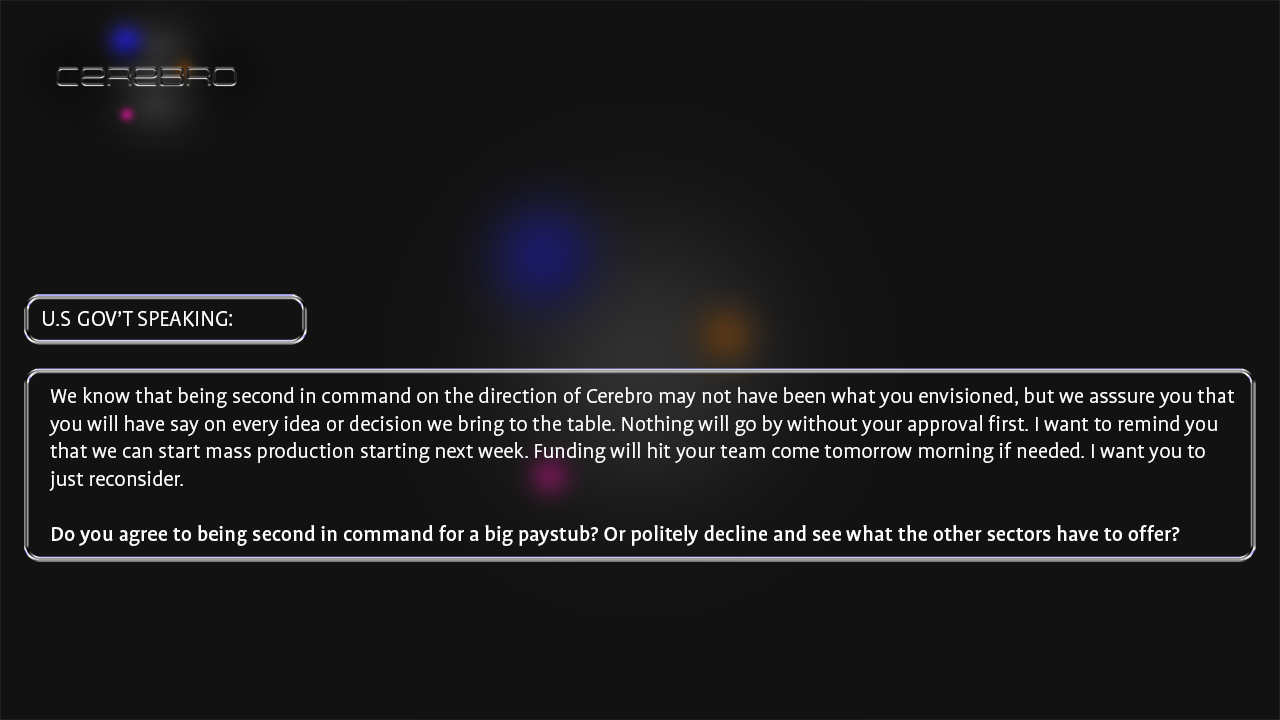 CEREBRO
U.S GOV’T SPEAKING:
We know that being second in command on the direction of Cerebro may not have been what you envisioned, but we asssure you that
you will have say on every idea or decision we bring to the table. Nothing will go by without your approval first. I want to remind you
that we can start mass production starting next week. Funding will hit your team come tomorrow morning if needed. I want you to
just reconsider.
Do you agree to being second in command for a big paystub? Or politely decline and see what the other sectors have to offer?